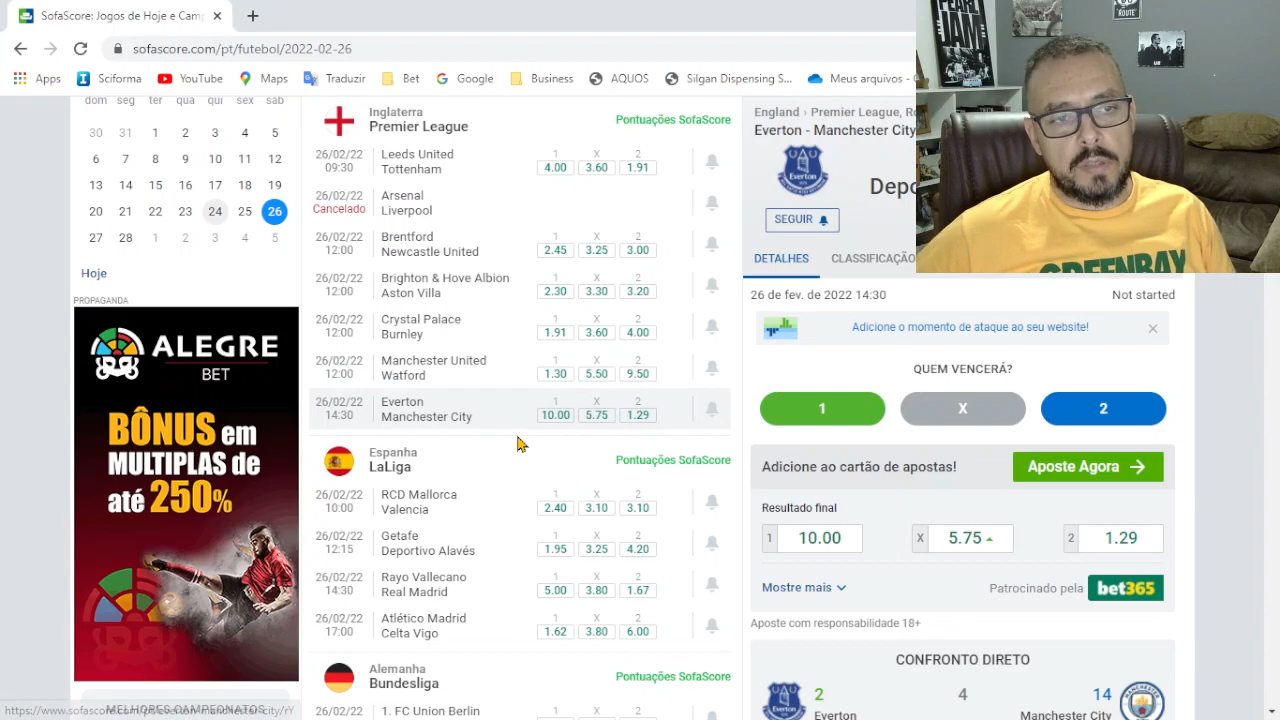 SofaScore: Jogos de Hoje e Camp
sofascore.com/pt/futebol/2022-02-26
Apps Sciforma YouTube Maps Traduzir Bet Google Business AQUOS Silgan Dispensing S... Meus arquivos - O
PEARL JAM
ROUTE
GREENBAY
dom seg ter qua qui sex sáb
30 31 1 2 3 4 5
6 7 8 9 10 11 12
13 14 15 16 17 18 19
20 21 22 23 24 25 26
27 28 1 2 3 4 5
Hoje
PROPAGANDA
ALEGRE
BET
BÔNUS em
MULTIPLAS de
até 250%
MELHORES CAMPEONATOS
Inglaterra
Premier League
Pontuações SofaScore
26/02/22 Leeds United 1 X 2
09:30 Tottenham 4.00 3.60 1.91
26/02/22 Arsenal
Cancelado Liverpool
26/02/22 Brentford 1 X 2
12:00 Newcastle United 2.45 3.25 3.00
26/02/22 Brighton & Hove Albion 1 X 2
12:00 Aston Villa 2.30 3.30 3.20
26/02/22 Crystal Palace 1 X 2
12:00 Burnley 1.91 3.60 4.00
26/02/22 Manchester United 1 X 2
12:00 Watford 1.30 5.50 9.50
26/02/22 Everton 1 X 2
14:30 Manchester City 10.00 5.75 1.29
Espanha
LaLiga
Pontuações SofaScore
26/02/22 RCD Mallorca 1 X 2
10:00 Valencia 2.40 3.10 3.10
26/02/22 Getafe 1 X 2
12:15 Deportivo Alavés 1.95 3.25 4.20
26/02/22 Rayo Vallecano 1 X 2
14:30 Real Madrid 5.00 3.80 1.67
26/02/22 Atlético Madrid 1 X 2
17:00 Celta Vigo 1.62 3.80 6.00
Alemanha
Bundesliga
Pontuações SofaScore
26/02/22 1. FC Union Berlin 1 X 2
England › Premier League, Ro
Everton - Manchester City
Depo
SEGUIR
DETALHES CLASSIFICAÇÃO
26 de fev. de 2022 14:30 Not started
Adicione o momento de ataque ao seu website!
QUEM VENCERÁ?
1 X 2
Adicione ao cartão de apostas! Aposte Agora
Resultado final
1 10.00 X 5.75 2 1.29
Mostre mais Patrocinado pela bet365
Aposte com responsabilidade 18+
CONFRONTO DIRETO
2 4 14
Everton Manchester City